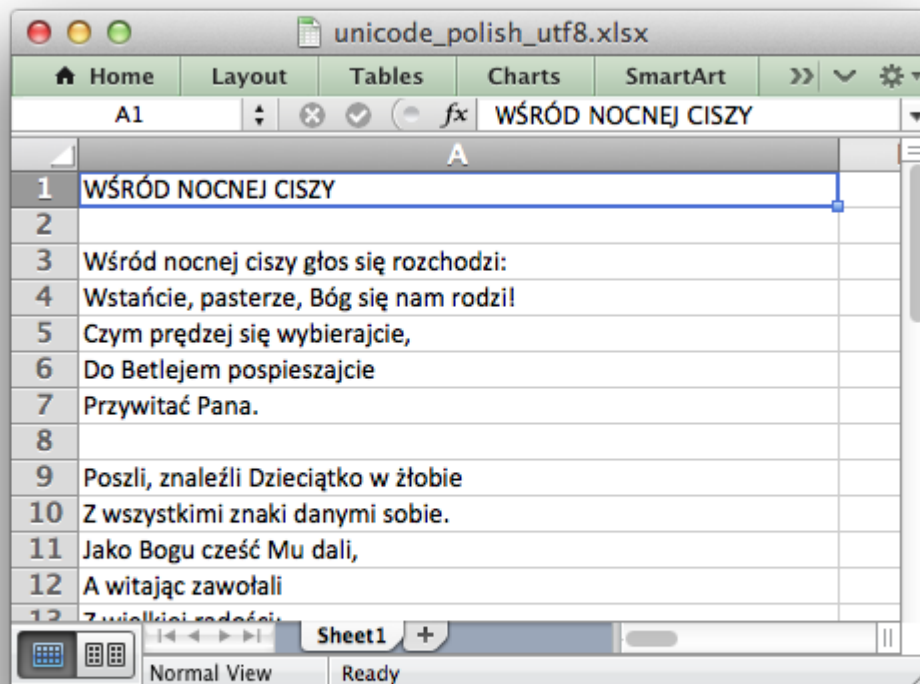 unicode_polish_utf8.xlsx
Home Layout Tables Charts SmartArt
A1 fx WŚRÓD NOCNEJ CISZY
A
1 WŚRÓD NOCNEJ CISZY
2
3 Wśród nocnej ciszy głos się rozchodzi:
4 Wstańcie, pasterze, Bóg się nam rodzi!
5 Czym prędzej się wybierajcie,
6 Do Betlejem pospieszajcie
7 Przywitać Pana.
8
9 Poszli, znaleźli Dzieciątko w żłobie
10 Z wszystkimi znaki danymi sobie.
11 Jako Bogu cześć Mu dali,
12 A witając zawołali
13 Z wielkiej radości:
Sheet1
Normal View Ready